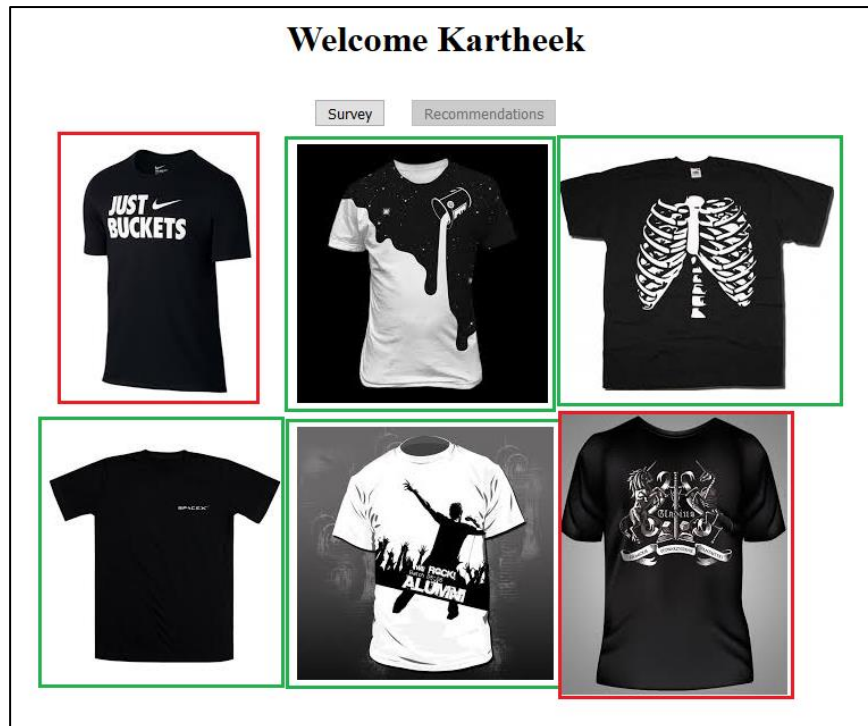 Welcome Kartheek
Survey
Recommendations
JUST
BUCKETS
SPACEX
ROCK!
ALUMNI